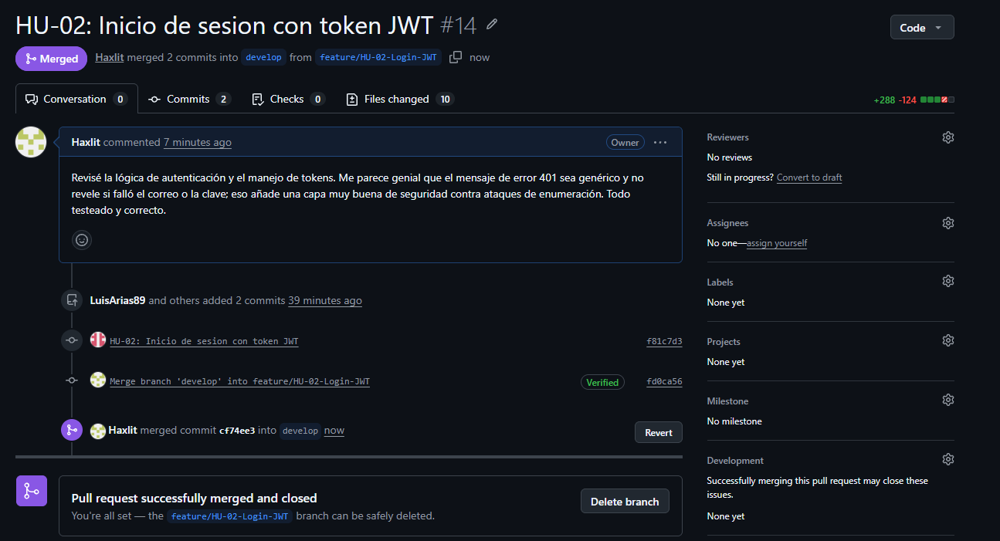 HU-02: Inicio de sesion con token JWT #14
Code
Merged
Haxlit merged 2 commits into develop from feature/HU-02-Login-JWT now
Conversation 0
Commits 2
Checks 0
Files changed 10
+288 -124
Haxlit commented 7 minutes ago
Owner
Revisé la lógica de autenticación y el manejo de tokens. Me parece genial que el mensaje de error 401 sea genérico y no
revele si falló el correo o la clave; eso añade una capa muy buena de seguridad contra ataques de enumeración. Todo
testeado y correcto.
LuisArias89 and others added 2 commits 39 minutes ago
HU-02: Inicio de sesion con token JWT
f81c7d3
Merge branch 'develop' into feature/HU-02-Login-JWT
Verified
fd0ca56
Haxlit merged commit cf74ee3 into develop now
Revert
Pull request successfully merged and closed
You're all set — the feature/HU-02-Login-JWT branch can be safely deleted.
Delete branch
Reviewers
No reviews
Still in progress? Convert to draft
Assignees
No one—assign yourself
Labels
None yet
Projects
None yet
Milestone
No milestone
Development
Successfully merging this pull request may close these
issues.
None yet